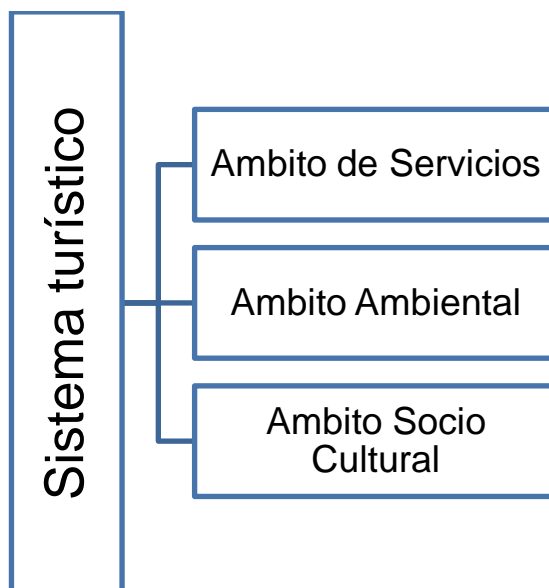 Sistema turístico
Ambito de Servicios
Ambito Ambiental
Ambito Socio
Cultural